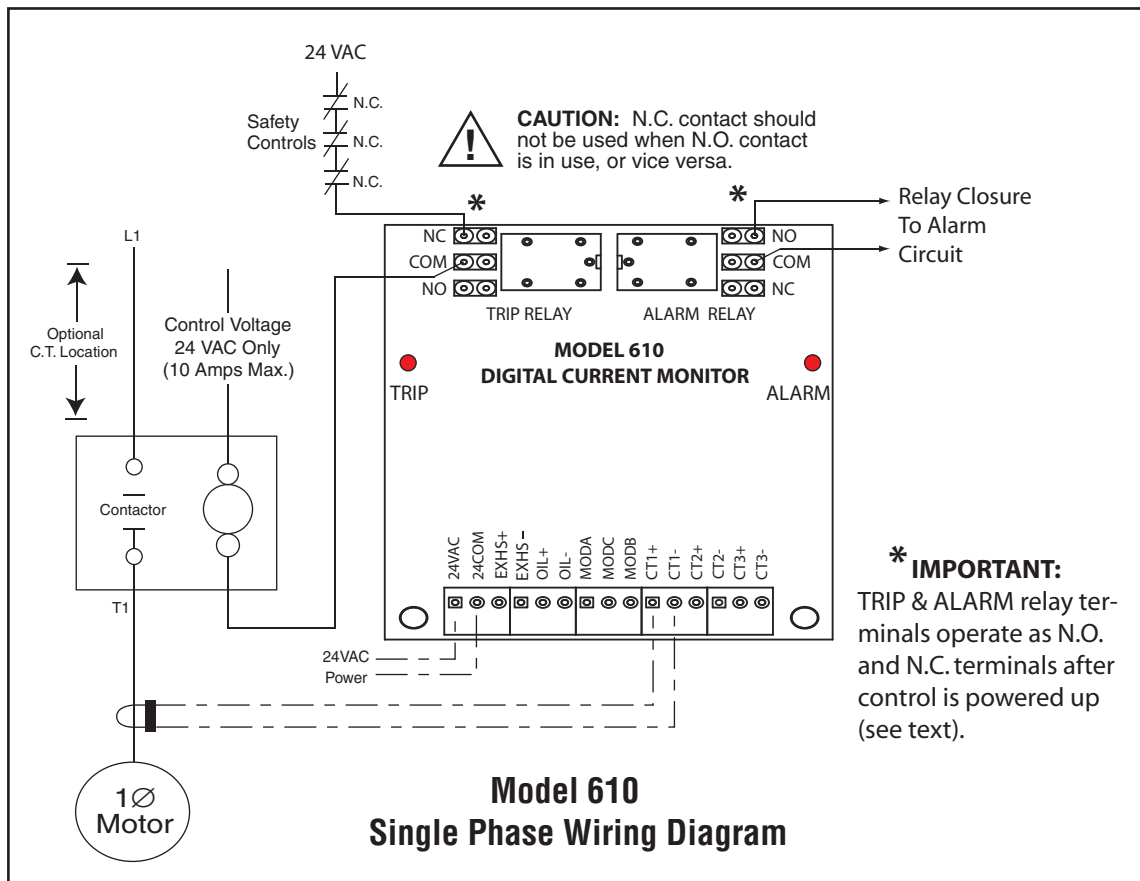 24 VAC
N.C.
Safety
Controls
N.C.
N.C.
!
CAUTION: N.C. contact should
not be used when N.O. contact
is in use, or vice versa.
*
*
Relay Closure
To Alarm
Circuit
L1
NC
COM
NO
NO
COM
NC
TRIP RELAY
ALARM RELAY
Optional
C.T. Location
Control Voltage
24 VAC Only
(10 Amps Max.)
MODEL 610
DIGITAL CURRENT MONITOR
TRIP
ALARM
Contactor
T1
24VAC
24COM
EXHS+
EXHS-
OIL+
OIL-
MODA
MODC
MODB
CT1+
CT1-
CT2+
CT2-
CT3+
CT3-
24VAC
Power
* IMPORTANT:
TRIP & ALARM relay ter-
minals operate as N.O.
and N.C. terminals after
control is powered up
(see text).
1Ø
Motor
Model 610
Single Phase Wiring Diagram